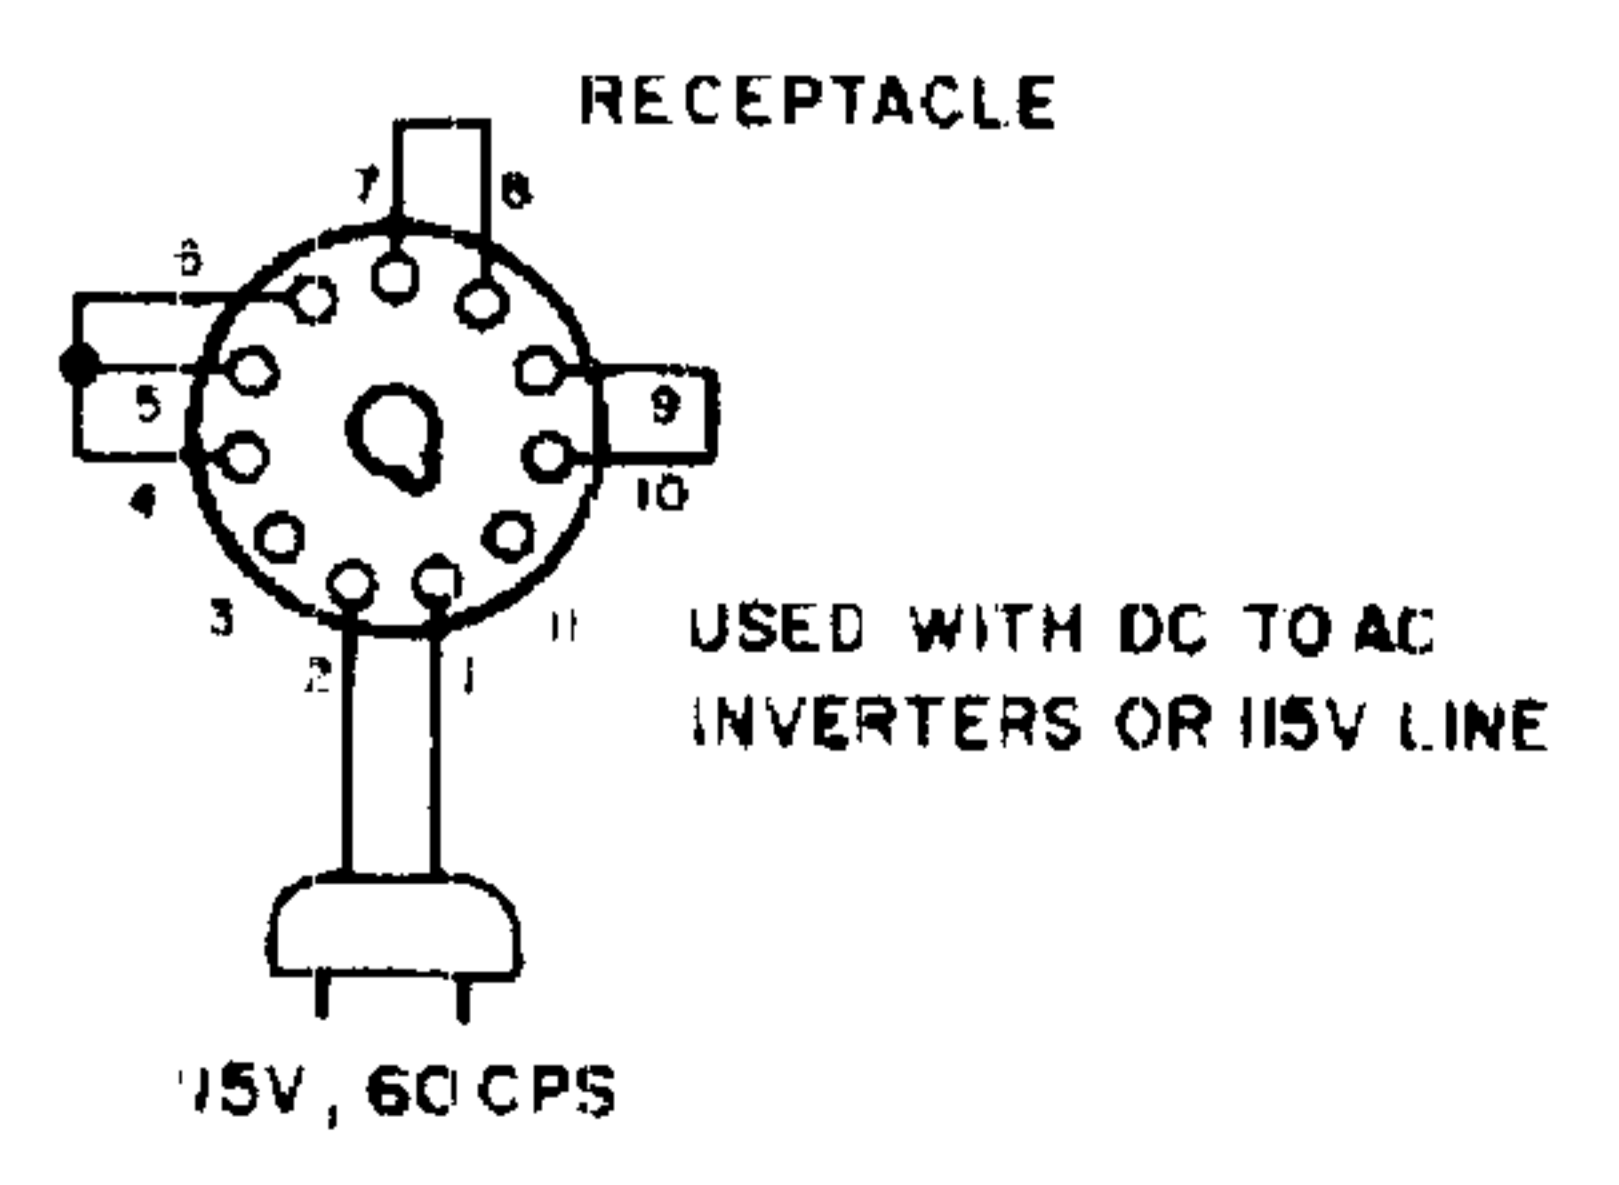 RECEPTACLE
7
8
6
5
9
4
10
3
11
2
1
USED WITH DC TO AC
INVERTERS OR 115V LINE
115V, 60 CPS